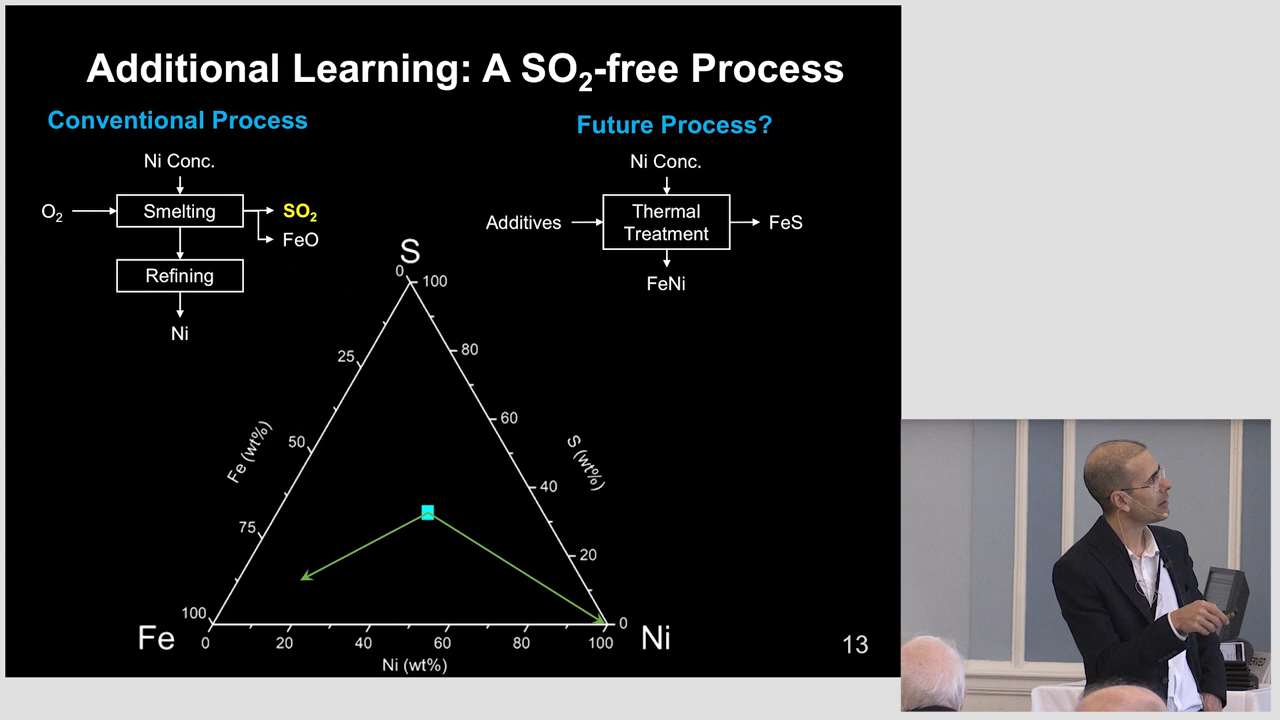 Additional Learning: A SO₂-free Process
Conventional Process
Future Process?
Ni Conc.
O₂
Smelting
SO₂
FeO
Refining
Ni
Ni Conc.
Additives
Thermal
Treatment
FeS
FeNi
S
0
100
25
80
50
60
Fe (wt%)
S (wt%)
40
75
20
100
0
Fe
Ni
0
20
40
60
80
100
Ni (wt%)
13